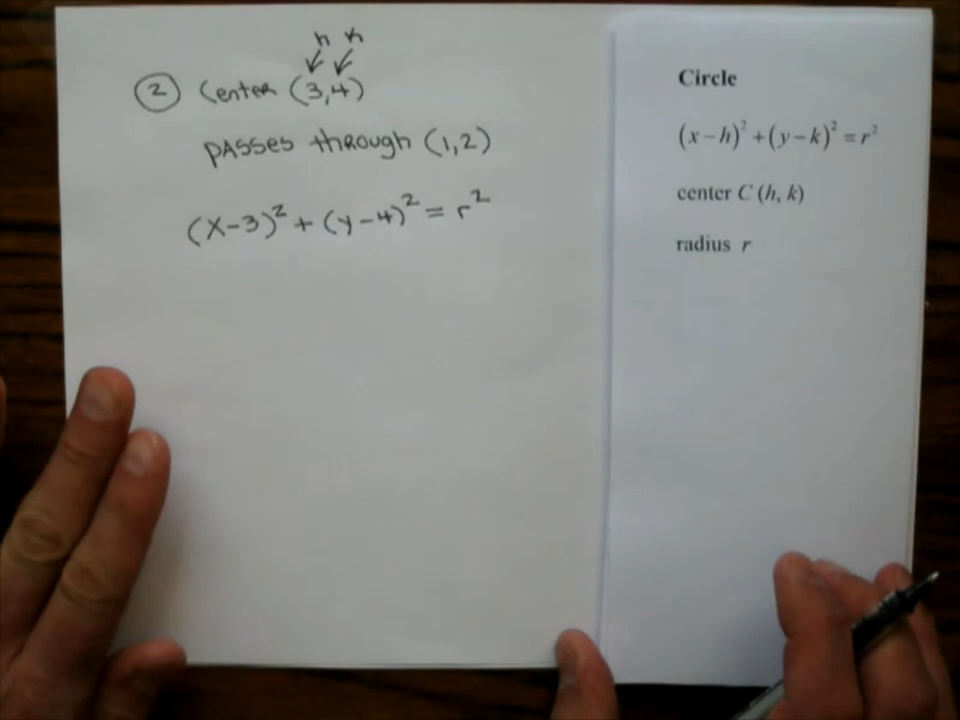 h k
② Center (3,4)
passes through (1,2)
(x-3)² + (y-4)² = r²
Circle
(x-h)² + (y-k)² = r²
center C (h, k)
radius r